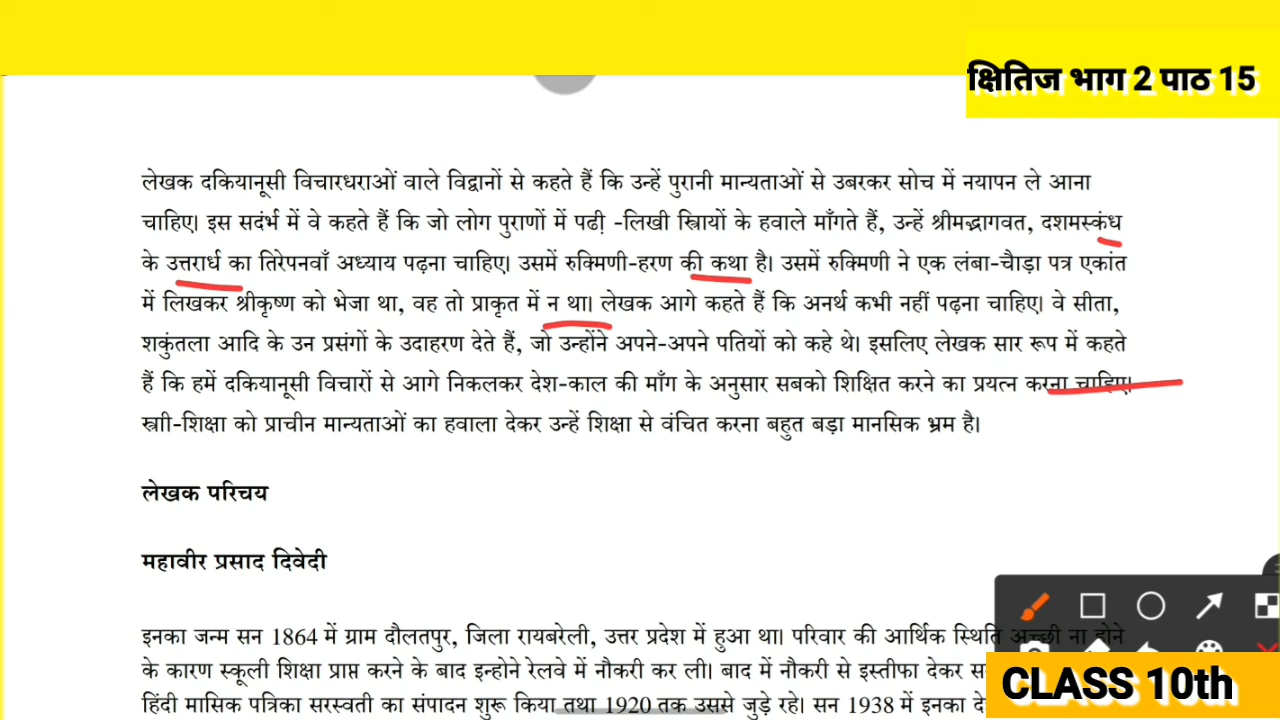 क्षितिज भाग 2 पाठ 15
लेखक दकियानूसी विचारधराओं वाले विद्वानों से कहते हैं कि उन्हें पुरानी मान्यताओं से उबरकर सोच में नयापन ले आना
चाहिए। इस सदंर्भ में वे कहते हैं कि जो लोग पुराणों में पढी़ -लिखी स्त्रिायों के हवाले माँगते हैं, उन्हें श्रीमद्भागवत, दशमस्कंध
के उत्तरार्ध का तिरेपनवाँ अध्याय पढ़ना चाहिए। उसमें रुक्मिणी-हरण की कथा है। उसमें रुक्मिणी ने एक लंबा-चौड़ा पत्र एकांत
में लिखकर श्रीकृष्ण को भेजा था, वह तो प्राकृत में न था। लेखक आगे कहते हैं कि अनर्थ कभी नहीं पढ़ना चाहिए। वे सीता,
शकुंतला आदि के उन प्रसंगों के उदाहरण देते हैं, जो उन्होंने अपने-अपने पतियों को कहे थे। इसलिए लेखक सार रूप में कहते
हैं कि हमें दकियानूसी विचारों से आगे निकलकर देश-काल की माँग के अनुसार सबको शिक्षित करने का प्रयत्न करना चाहिए।
स्त्राी-शिक्षा को प्राचीन मान्यताओं का हवाला देकर उन्हें शिक्षा से वंचित करना बहुत बड़ा मानसिक भ्रम है।
लेखक परिचय
महावीर प्रसाद दिवेदी
इनका जन्म सन 1864 में ग्राम दौलतपुर, जिला रायबरेली, उत्तर प्रदेश में हुआ था। परिवार की आर्थिक स्थिति अच्छी ना होने
के कारण स्कूली शिक्षा प्राप्त करने के बाद इन्होने रेलवे में नौकरी कर ली। बाद में नौकरी से इस्तीफा देकर
हिंदी मासिक पत्रिका सरस्वती का संपादन शुरू किया तथा 1920 तक उससे जुड़े रहे। सन 1938 में इनका
CLASS 10th